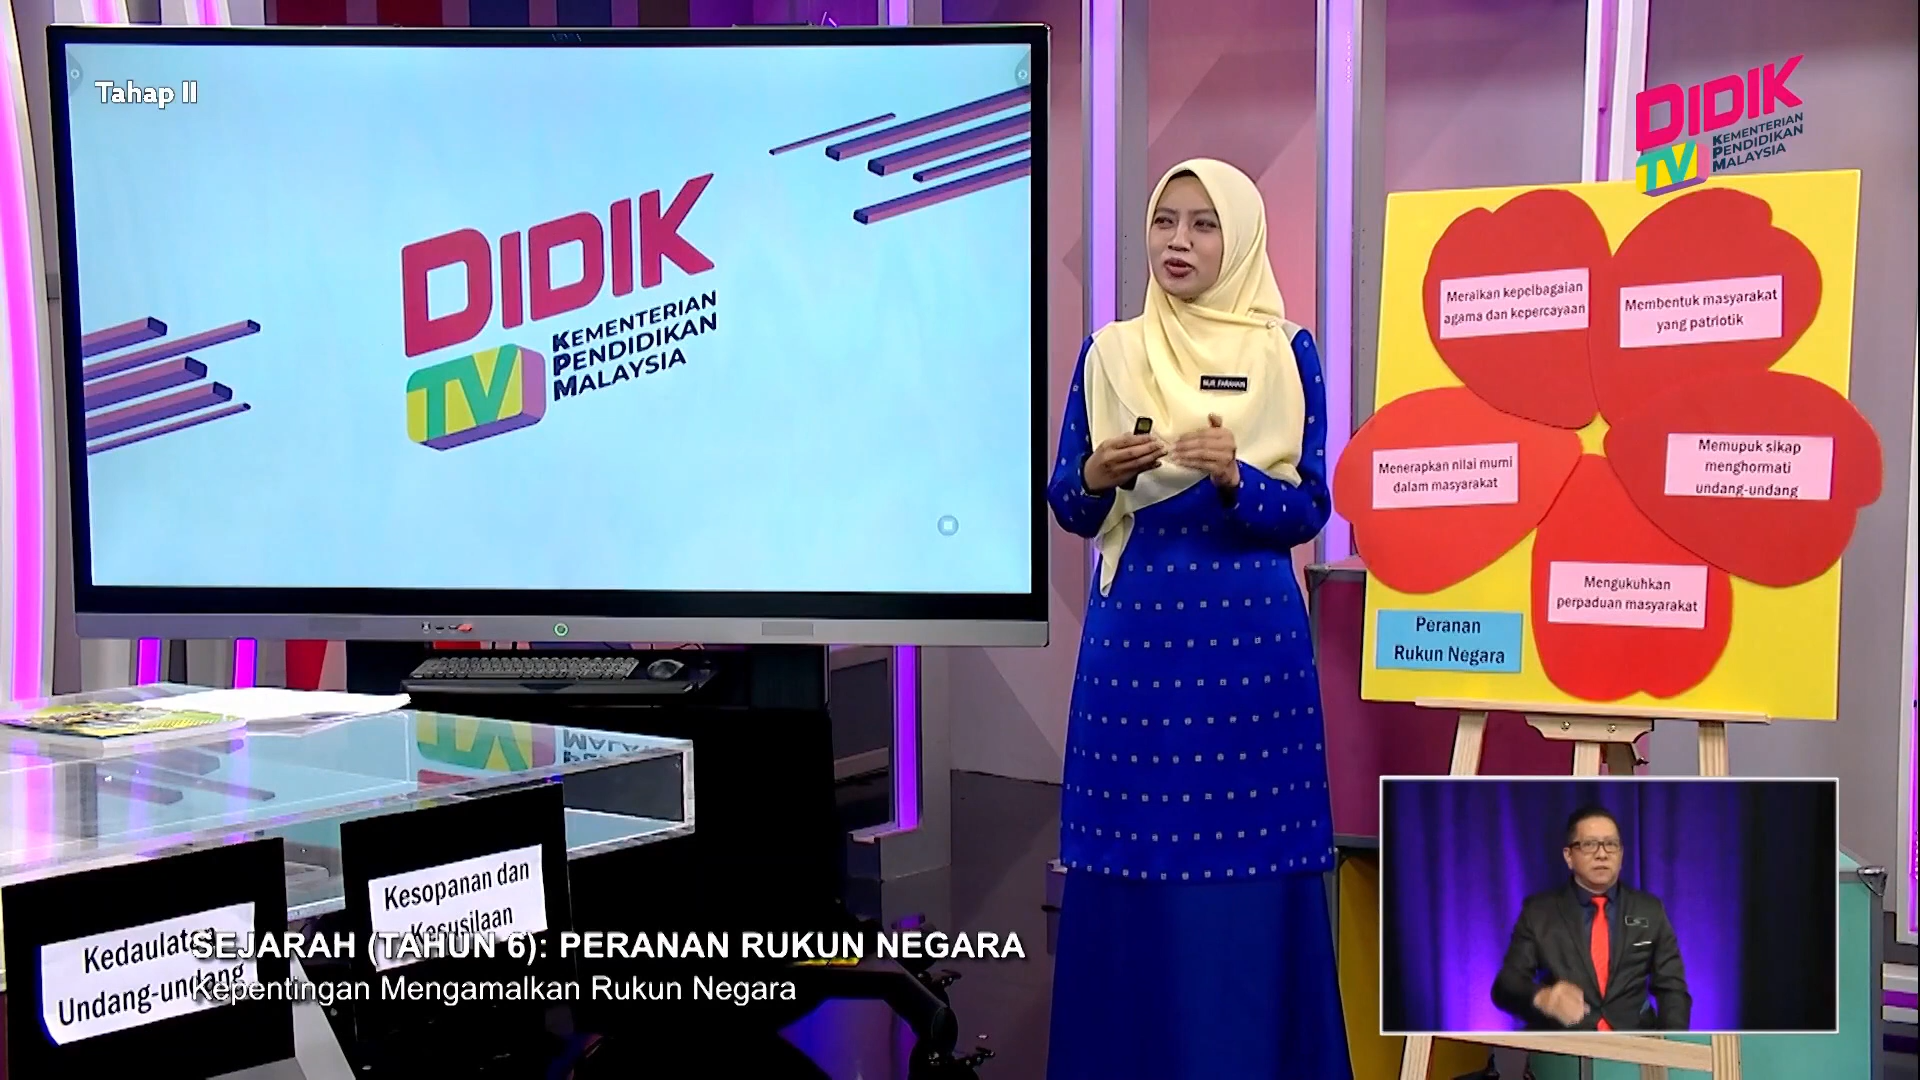 Tahap II
DIDIK
TV
KEMENTERIAN
PENDIDIKAN
MALAYSIA
DIDIK
TV
KEMENTERIAN
PENDIDIKAN
MALAYSIA
Meraikan kepelbagaian
agama dan kepercayaan
Membentuk masyarakat
yang patriotik
Menerapkan nilai murni
dalam masyarakat
Memupuk sikap
menghormati
undang-undang
Mengukuhkan
perpaduan masyarakat
Peranan
Rukun Negara
NUR FARAHAIN
Kesopanan dan
Kesusilaan
Kedaulatan
Undang-undang
SEJARAH (TAHUN 6): PERANAN RUKUN NEGARA
Kepentingan Mengamalkan Rukun Negara